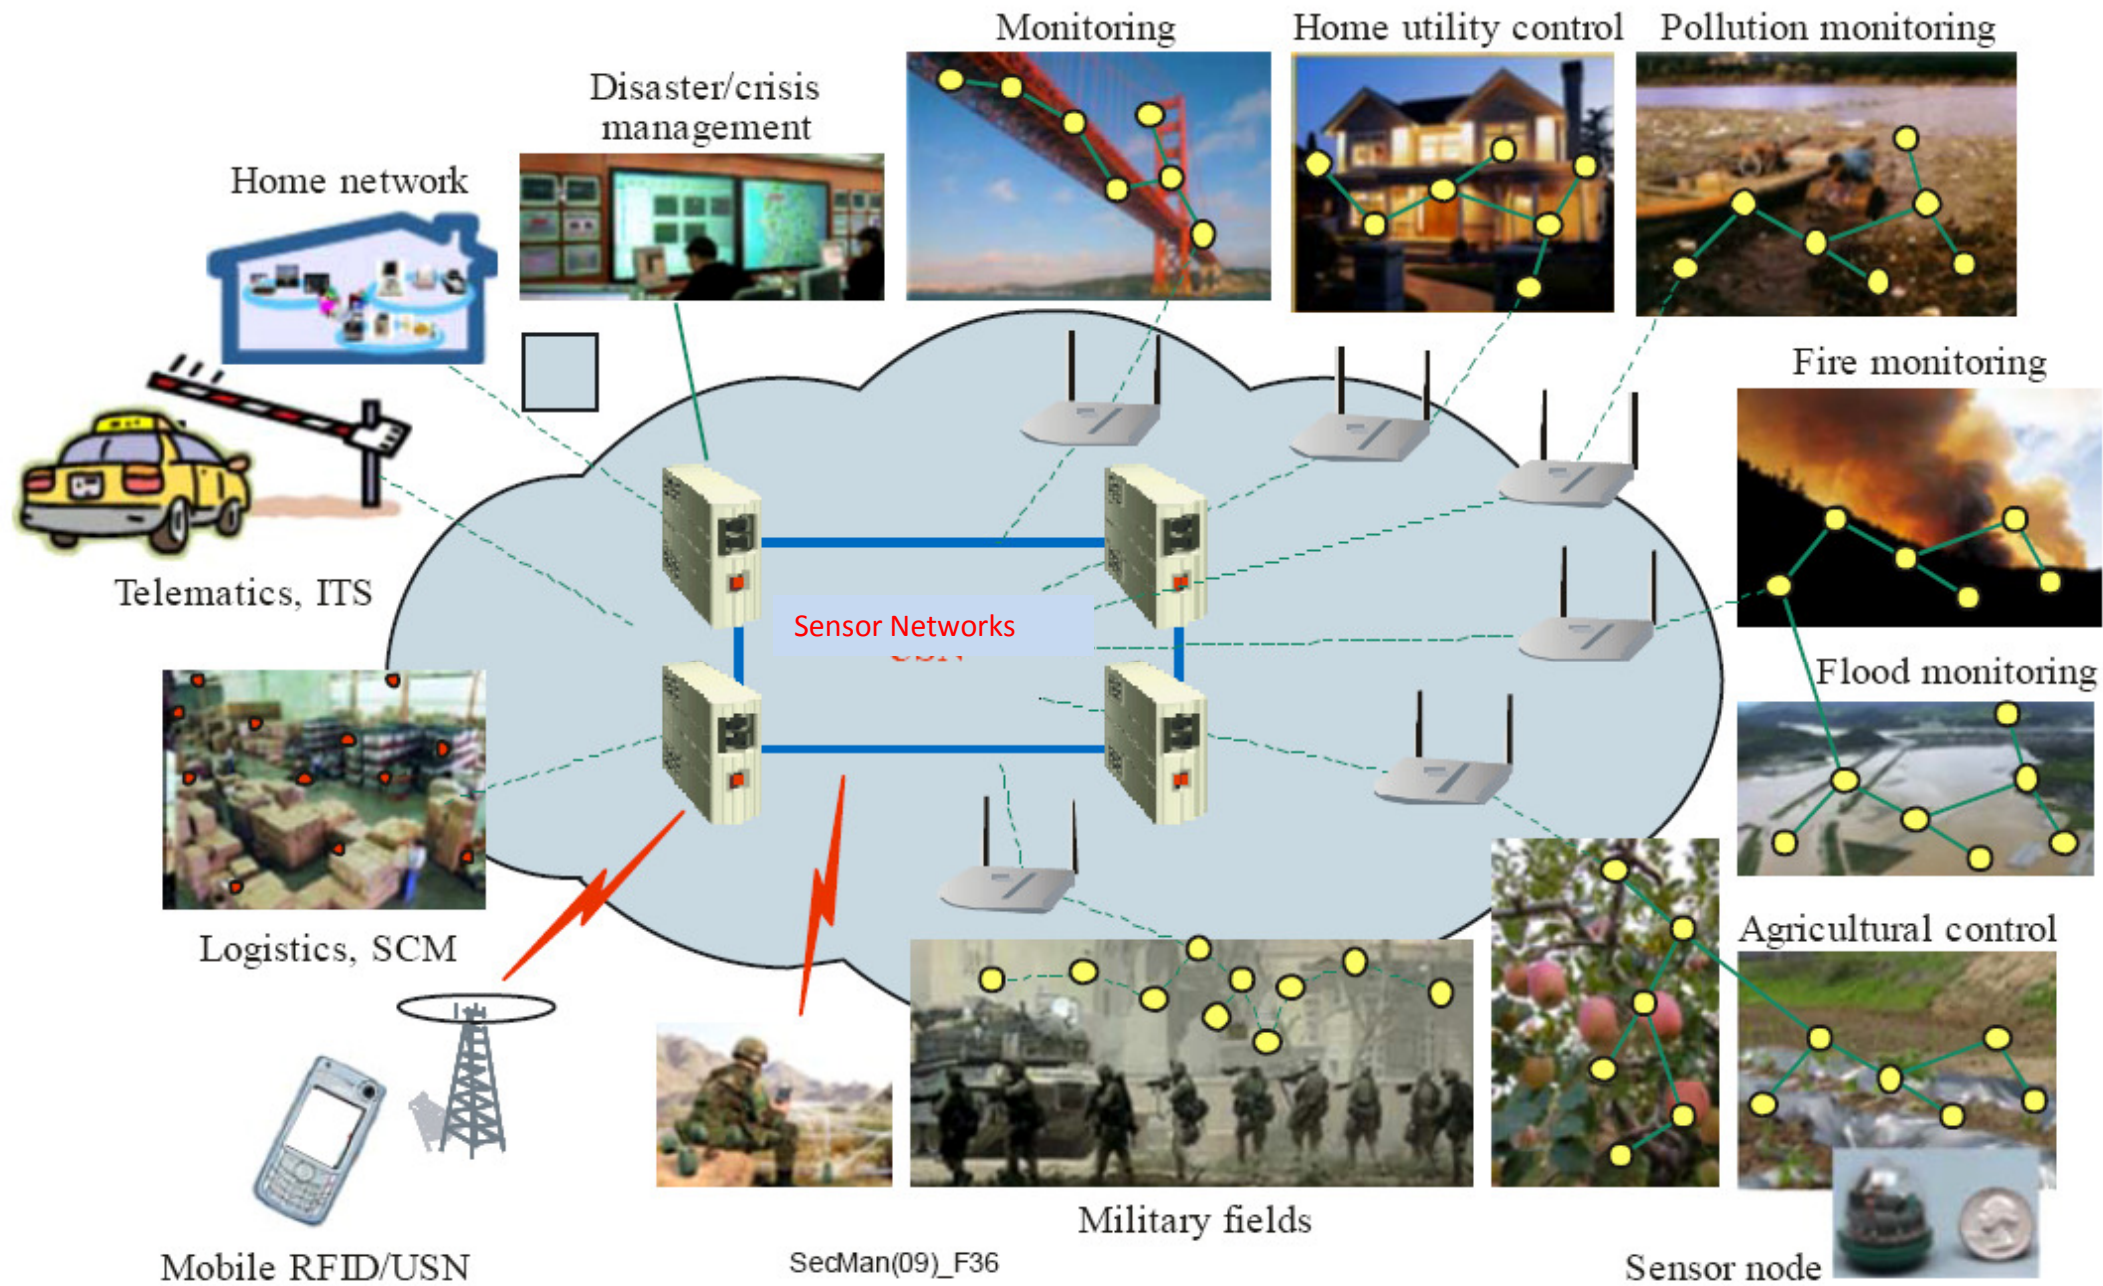 Monitoring
Home utility control
Pollution monitoring
Disaster/crisis
management
Home network
Fire monitoring
Telematics, ITS
Sensor Networks
USN
Flood monitoring
Logistics, SCM
Agricultural control
Military fields
Mobile RFID/USN
SecMan(09)_F36
Sensor node